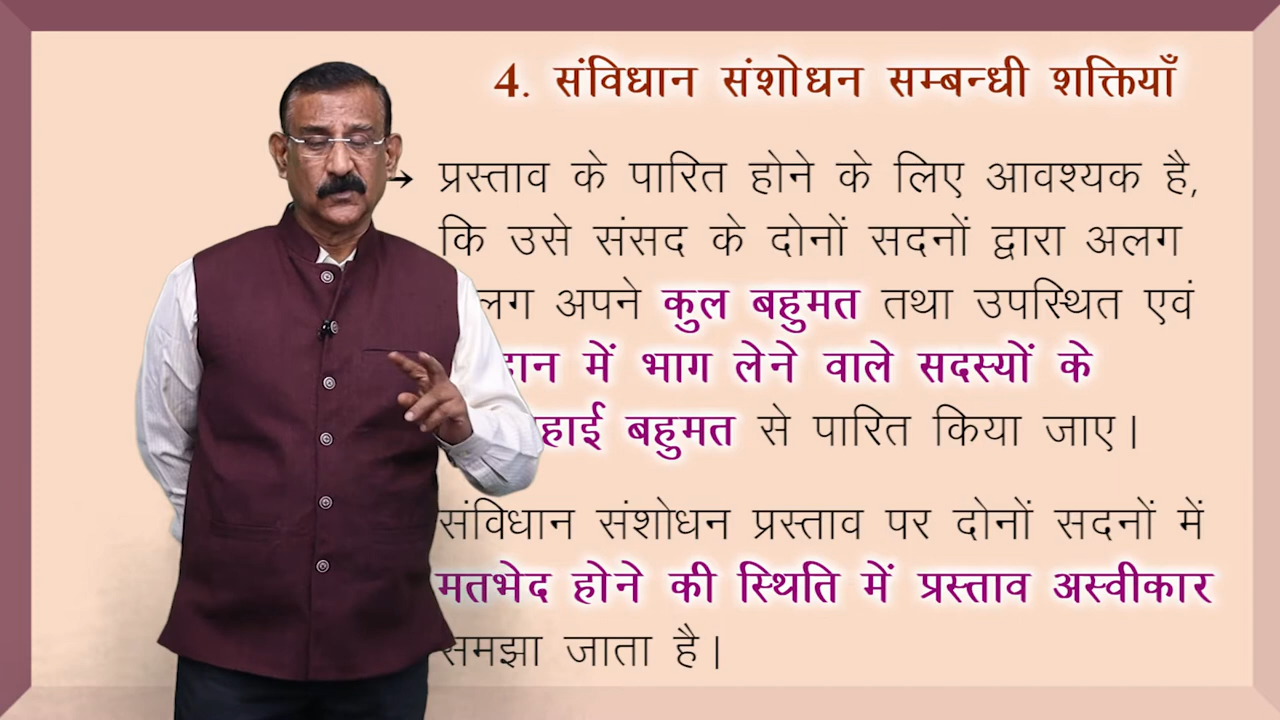 4. संविधान संशोधन सम्बन्धी शक्तियाँ
→ प्रस्ताव के पारित होने के लिए आवश्यक है,
कि उसे संसद के दोनों सदनों द्वारा अलग
अपने कुल बहुमत तथा उपस्थित एवं
में भाग लेने वाले सदस्यों के
बहुमत से पारित किया जाए।
संविधान संशोधन प्रस्ताव पर दोनों सदनों में
मतभेद होने की स्थिति में प्रस्ताव अस्वीकार
समझा जाता है।